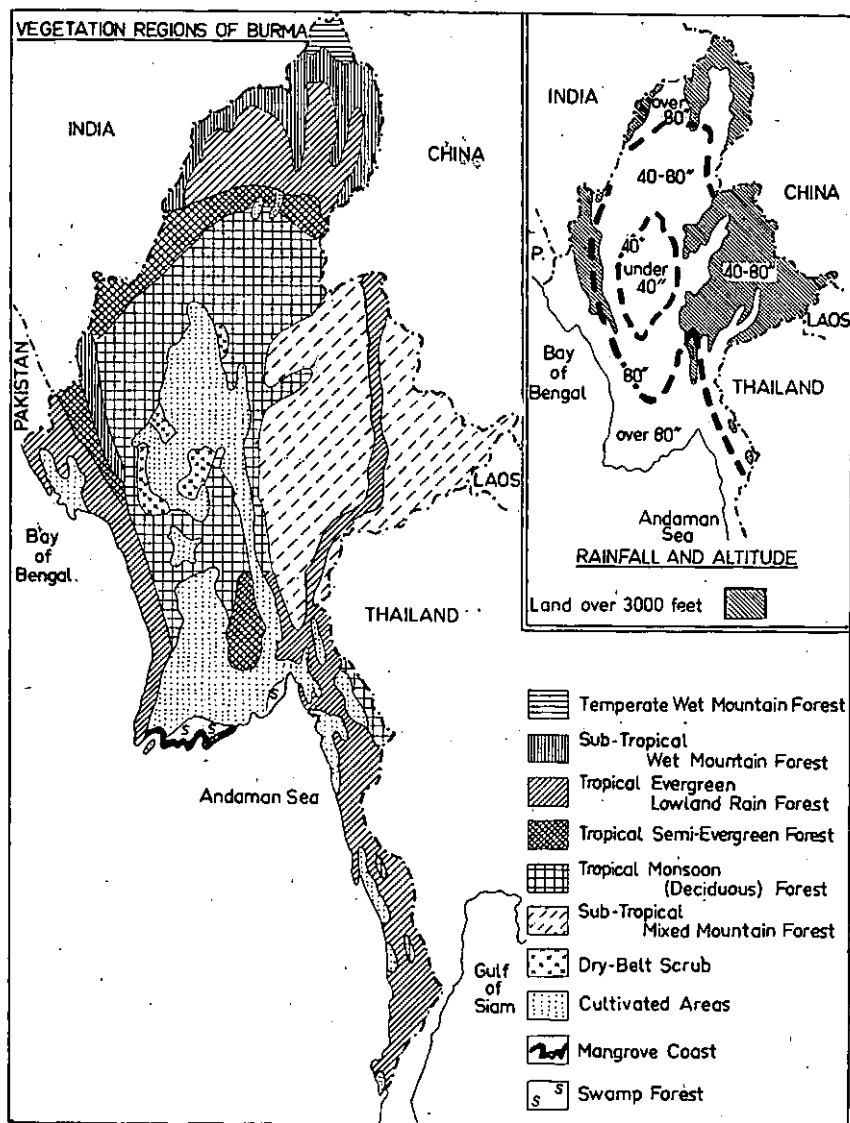 VEGETATION REGIONS OF BURMA
INDIA
CHINA
PAKISTAN
LAOS
Bay
of
Bengal.
THAILAND
Andaman Sea
Gulf
of
Siam
S
S
S
INDIA
over
80"
CHINA
40-80"
40"
under
40"
40-80"
P.
LAOS
Bay
of Bengal
80"
THAILAND
over 80"
Andaman
Sea
RAINFALL AND ALTITUDE
Land over 3000 feet
Temperate Wet Mountain Forest
Sub-Tropical
Wet Mountain Forest
Tropical Evergreen
Lowland Rain Forest
Tropical Semi-Evergreen Forest
Tropical Monsoon
(Deciduous) Forest
Sub-Tropical
Mixed Mountain Forest
Dry-Belt Scrub
Cultivated Areas
Mangrove Coast
S S
Swamp Forest